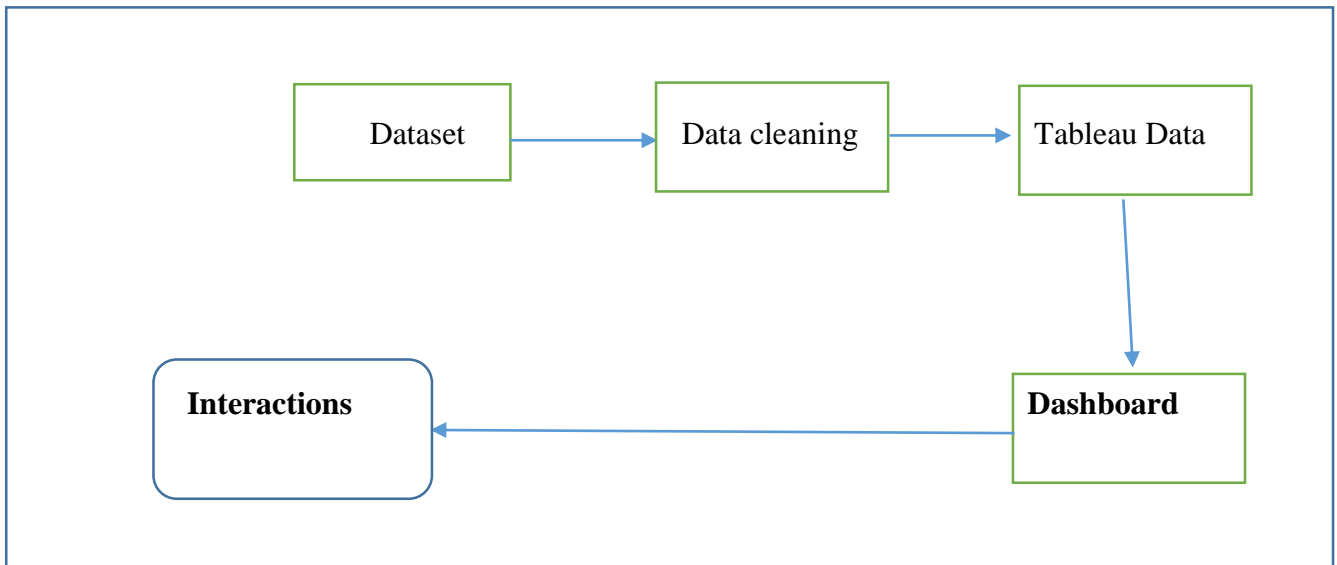 Dataset
Data cleaning
Tableau Data
Interactions
Dashboard